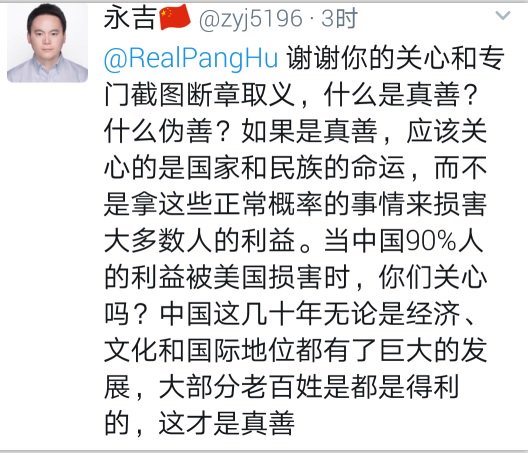 永吉🇨🇳 @zyj5196 · 3时
@RealPangHu 谢谢你的关心和专
门截图断章取义，什么是真善？
什么伪善？如果是真善，应该关
心的是国家和民族的命运，而不
是拿这些正常概率的事情来损害
大多数人的利益。当中国90%人
的利益被美国损害时，你们关心
吗？中国这几十年无论是经济、
文化和国际地位都有了巨大的发
展，大部分老百姓是都是得利
的，这才是真善